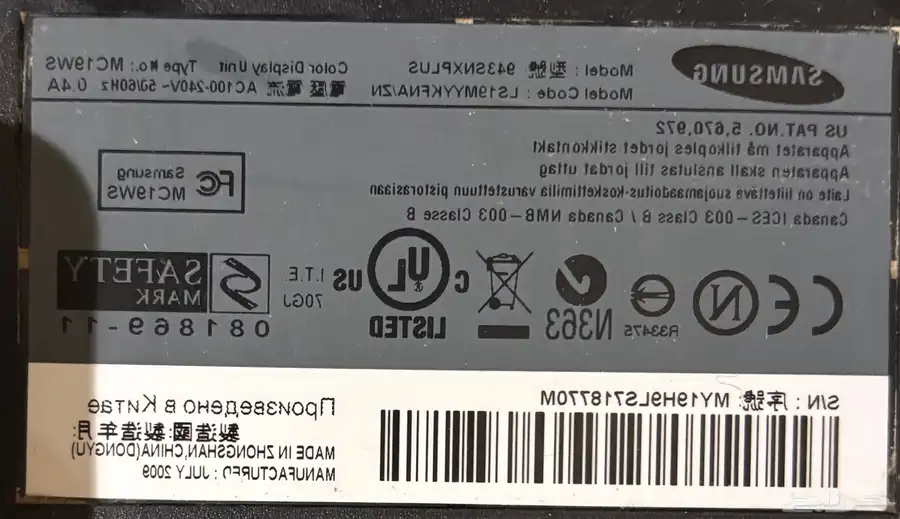 SAMSUNG
Model : 型號 : 943SNXPLUS
Color Display Unit Type No.: MC19WS
Model Code : LS19MYYKFNA/ZN
電壓電流 AC100-240V~ 50/60Hz 0.4A
US PAT.NO. 5,670,972
Apparatet må tilkoples jordet stikkontakt
Apparaten skall anslutas till jordat uttag
Laite on liitettävä suojamaadoitus-koskettimilla varustettuun pistorasiaan
Canada ICES-003 Class B / Canada NMB-003 Classe B
FC Samsung
MC19WS
CE
N
R33475
N363
C UL US
LISTED
I.T.E.
70GJ
SAFETY
MARK
081869-11
S/N : 序號: MY19H9LS718770M
Произведено в Китае
製造國製造年月
MADE IN ZHONGSHAN,CHINA(DONGYU)
MANUFACTURED : JULY 2009